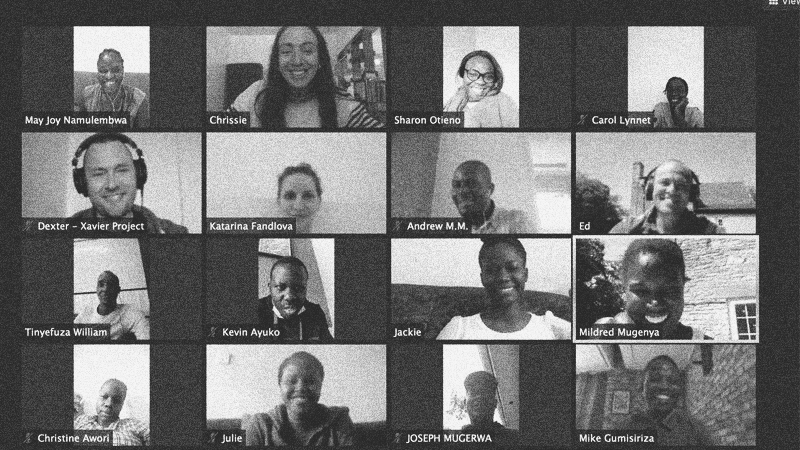 View
May Joy Namulembwa
Chrissie
Sharon Otieno
Carol Lynnet
Dexter - Xavier Project
Katarina Fandlova
Andrew M.M.
Ed
Tinyefuza William
Kevin Ayuko
Jackie
Mildred Mugenya
Christine Awori
Julie
JOSEPH MUGERWA
Mike Gumisiriza